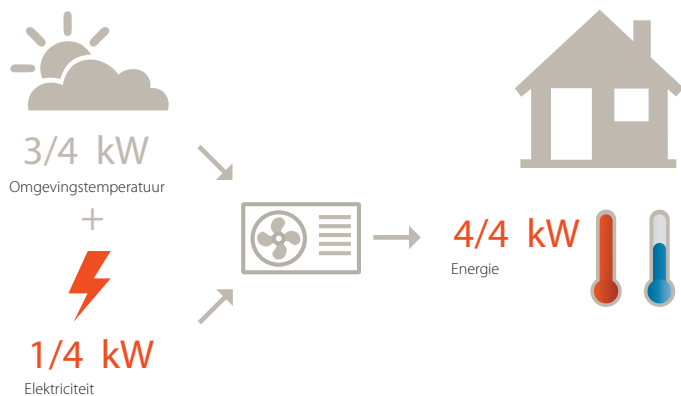 3/4 kW
Omgevingstemperatuur
+
1/4 kW
Elektriciteit
4/4 kW
Energie